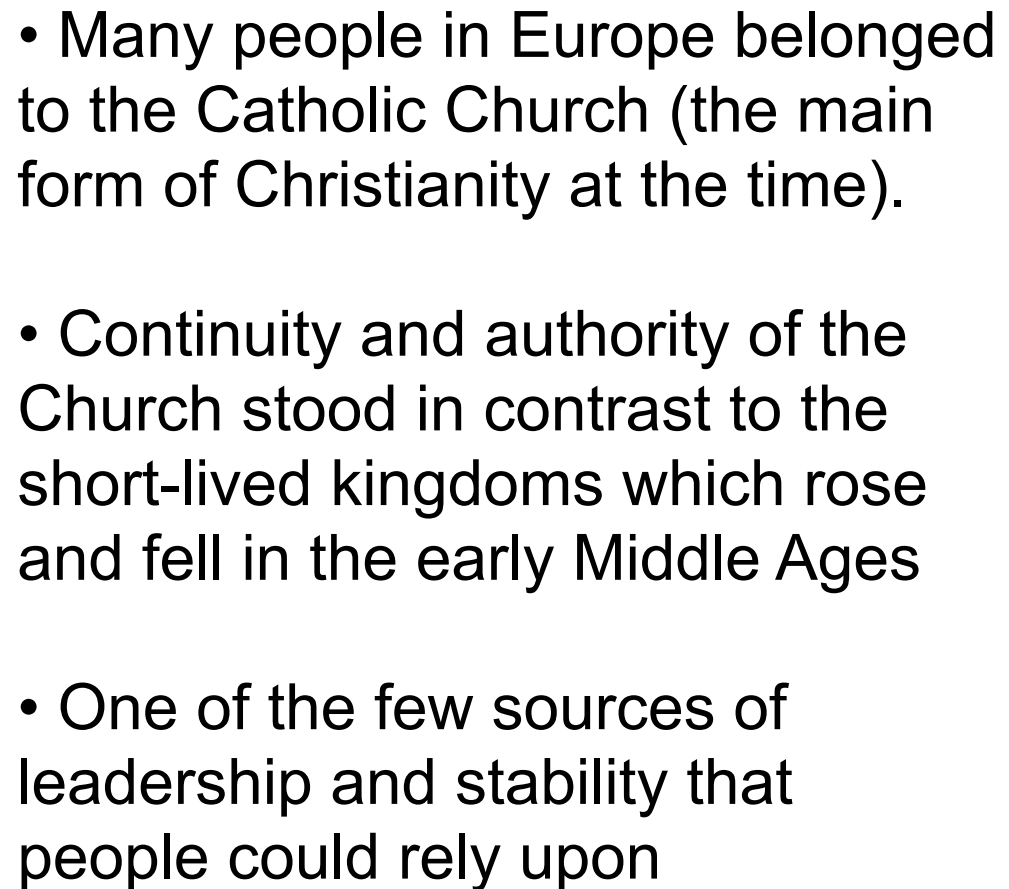 • Many people in Europe belonged
to the Catholic Church (the main
form of Christianity at the time).
• Continuity and authority of the
Church stood in contrast to the
short-lived kingdoms which rose
and fell in the early Middle Ages
• One of the few sources of
leadership and stability that
people could rely upon